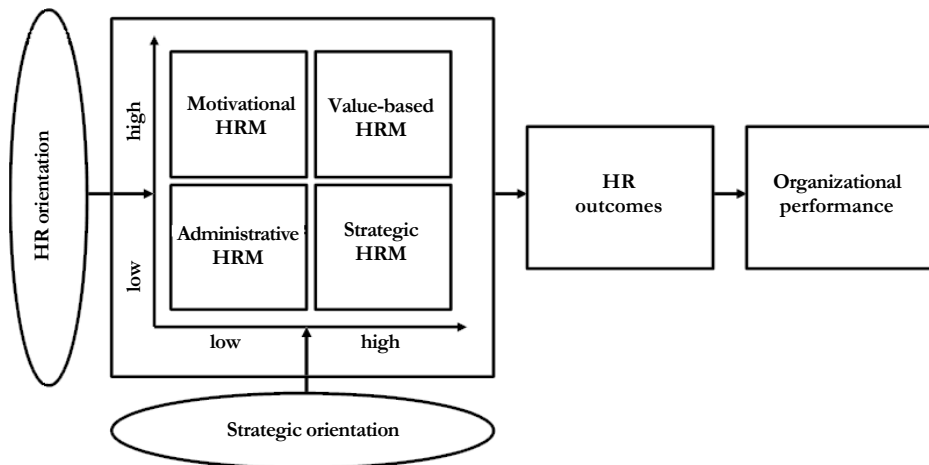 HR orientation
high
low
Motivational
HRM
Value-based
HRM
Administrative
HRM
Strategic
HRM
low
high
Strategic orientation
HR
outcomes
Organizational
performance